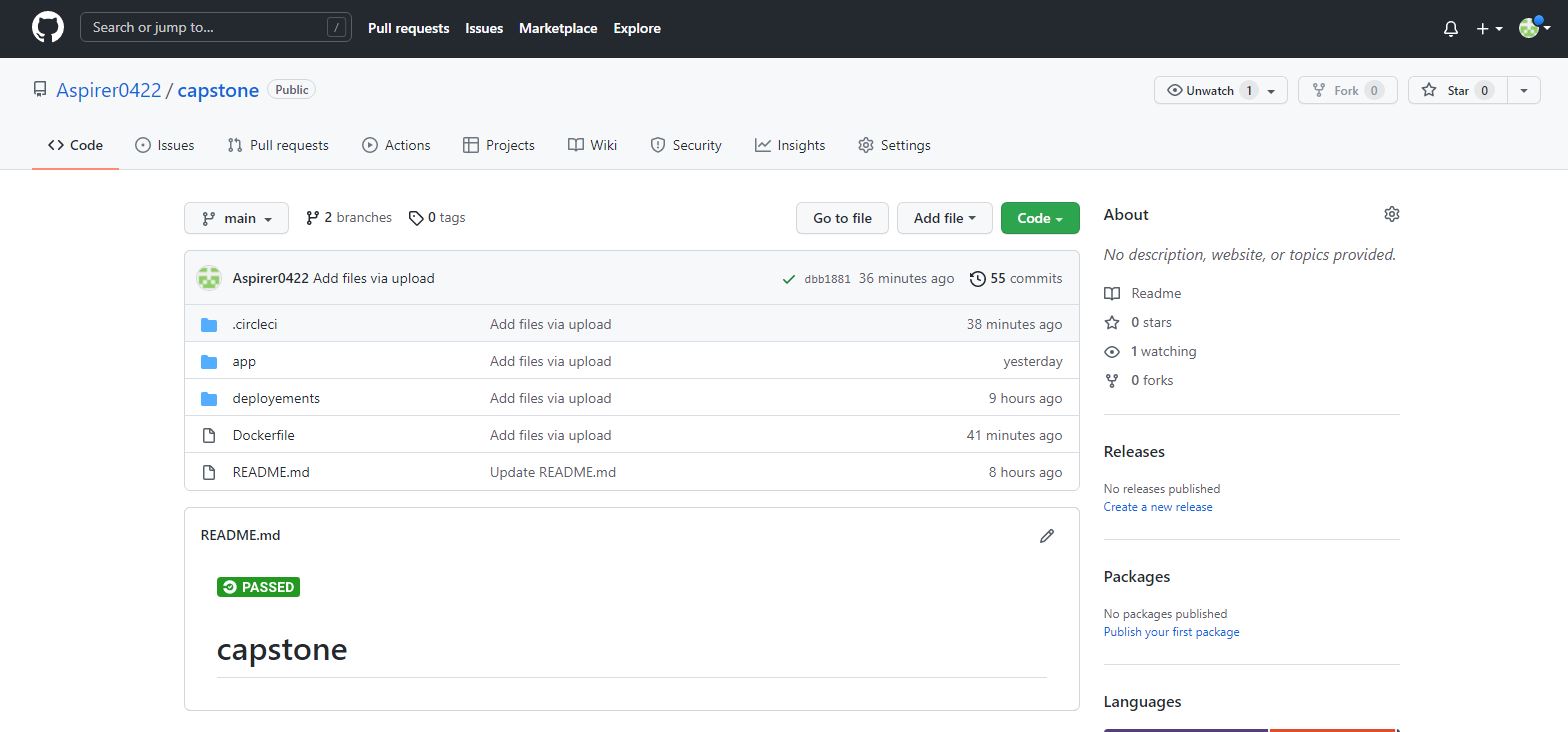 Search or jump to... / Pull requests Issues Marketplace Explore
Aspirer0422 / capstone Public Unwatch 1 Fork 0 Star 0
Code Issues Pull requests Actions Projects Wiki Security Insights Settings
main 2 branches 0 tags Go to file Add file Code
Aspirer0422 Add files via upload dbb1881 36 minutes ago 55 commits
.circleci Add files via upload 38 minutes ago
app Add files via upload yesterday
deployements Add files via upload 9 hours ago
Dockerfile Add files via upload 41 minutes ago
README.md Update README.md 8 hours ago
README.md
PASSED
capstone
About
No description, website, or topics provided.
Readme
0 stars
1 watching
0 forks
Releases
No releases published
Create a new release
Packages
No packages published
Publish your first package
Languages